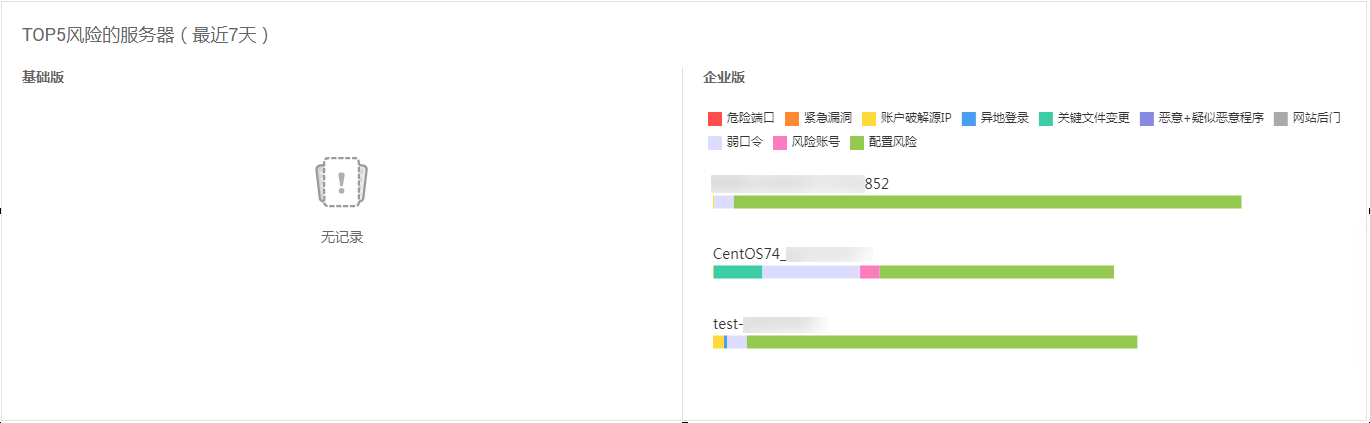 TOP5风险的服务器（最近7天）
基础版
无记录
企业版
危险端口 紧急漏洞 账户破解源IP 异地登录 关键文件变更 恶意+疑似恶意程序 网站后门
弱口令 风险账号 配置风险
852
CentOS74_
test-